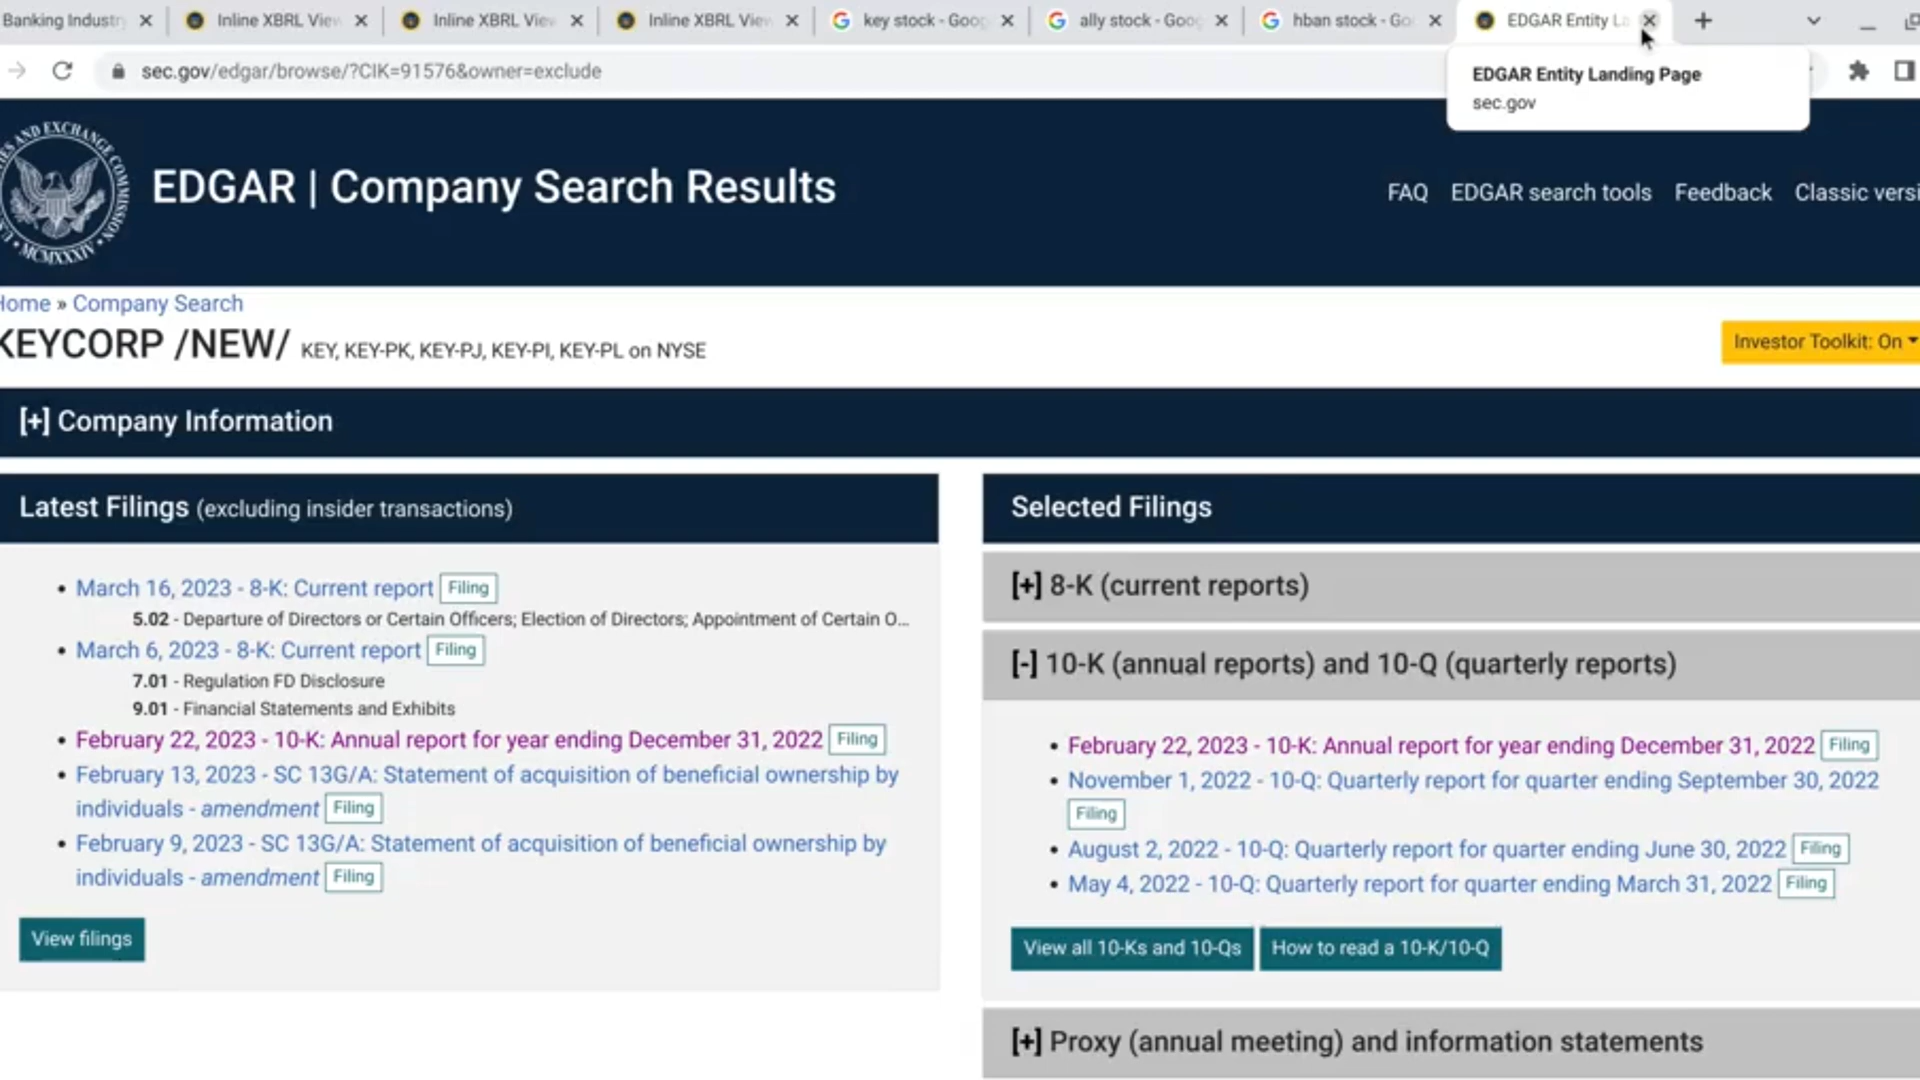 Banking Industry
Inline XBRL View
Inline XBRL View
Inline XBRL View
key stock - Goog
ally stock - Goog
hban stock - Go
EDGAR Entity La
sec.gov/edgar/browse/?CIK=91576&owner=exclude
EDGAR Entity Landing Page
sec.gov
AND EXCHANGE COMMISSION
MCMXXXIV
EDGAR | Company Search Results
FAQ EDGAR search tools Feedback Classic versi
Home » Company Search
KEYCORP /NEW/ KEY, KEY-PK, KEY-PJ, KEY-PI, KEY-PL on NYSE
Investor Toolkit: On
[+] Company Information
Latest Filings (excluding insider transactions)
• March 16, 2023 - 8-K: Current report Filing
5.02 - Departure of Directors or Certain Officers; Election of Directors; Appointment of Certain O...
• March 6, 2023 - 8-K: Current report Filing
7.01 - Regulation FD Disclosure
9.01 - Financial Statements and Exhibits
• February 22, 2023 - 10-K: Annual report for year ending December 31, 2022 Filing
• February 13, 2023 - SC 13G/A: Statement of acquisition of beneficial ownership by
individuals - amendment Filing
• February 9, 2023 - SC 13G/A: Statement of acquisition of beneficial ownership by
individuals - amendment Filing
View filings
Selected Filings
[+] 8-K (current reports)
[-] 10-K (annual reports) and 10-Q (quarterly reports)
• February 22, 2023 - 10-K: Annual report for year ending December 31, 2022 Filing
• November 1, 2022 - 10-Q: Quarterly report for quarter ending September 30, 2022
Filing
• August 2, 2022 - 10-Q: Quarterly report for quarter ending June 30, 2022 Filing
• May 4, 2022 - 10-Q: Quarterly report for quarter ending March 31, 2022 Filing
View all 10-Ks and 10-Qs
How to read a 10-K/10-Q
[+] Proxy (annual meeting) and information statements